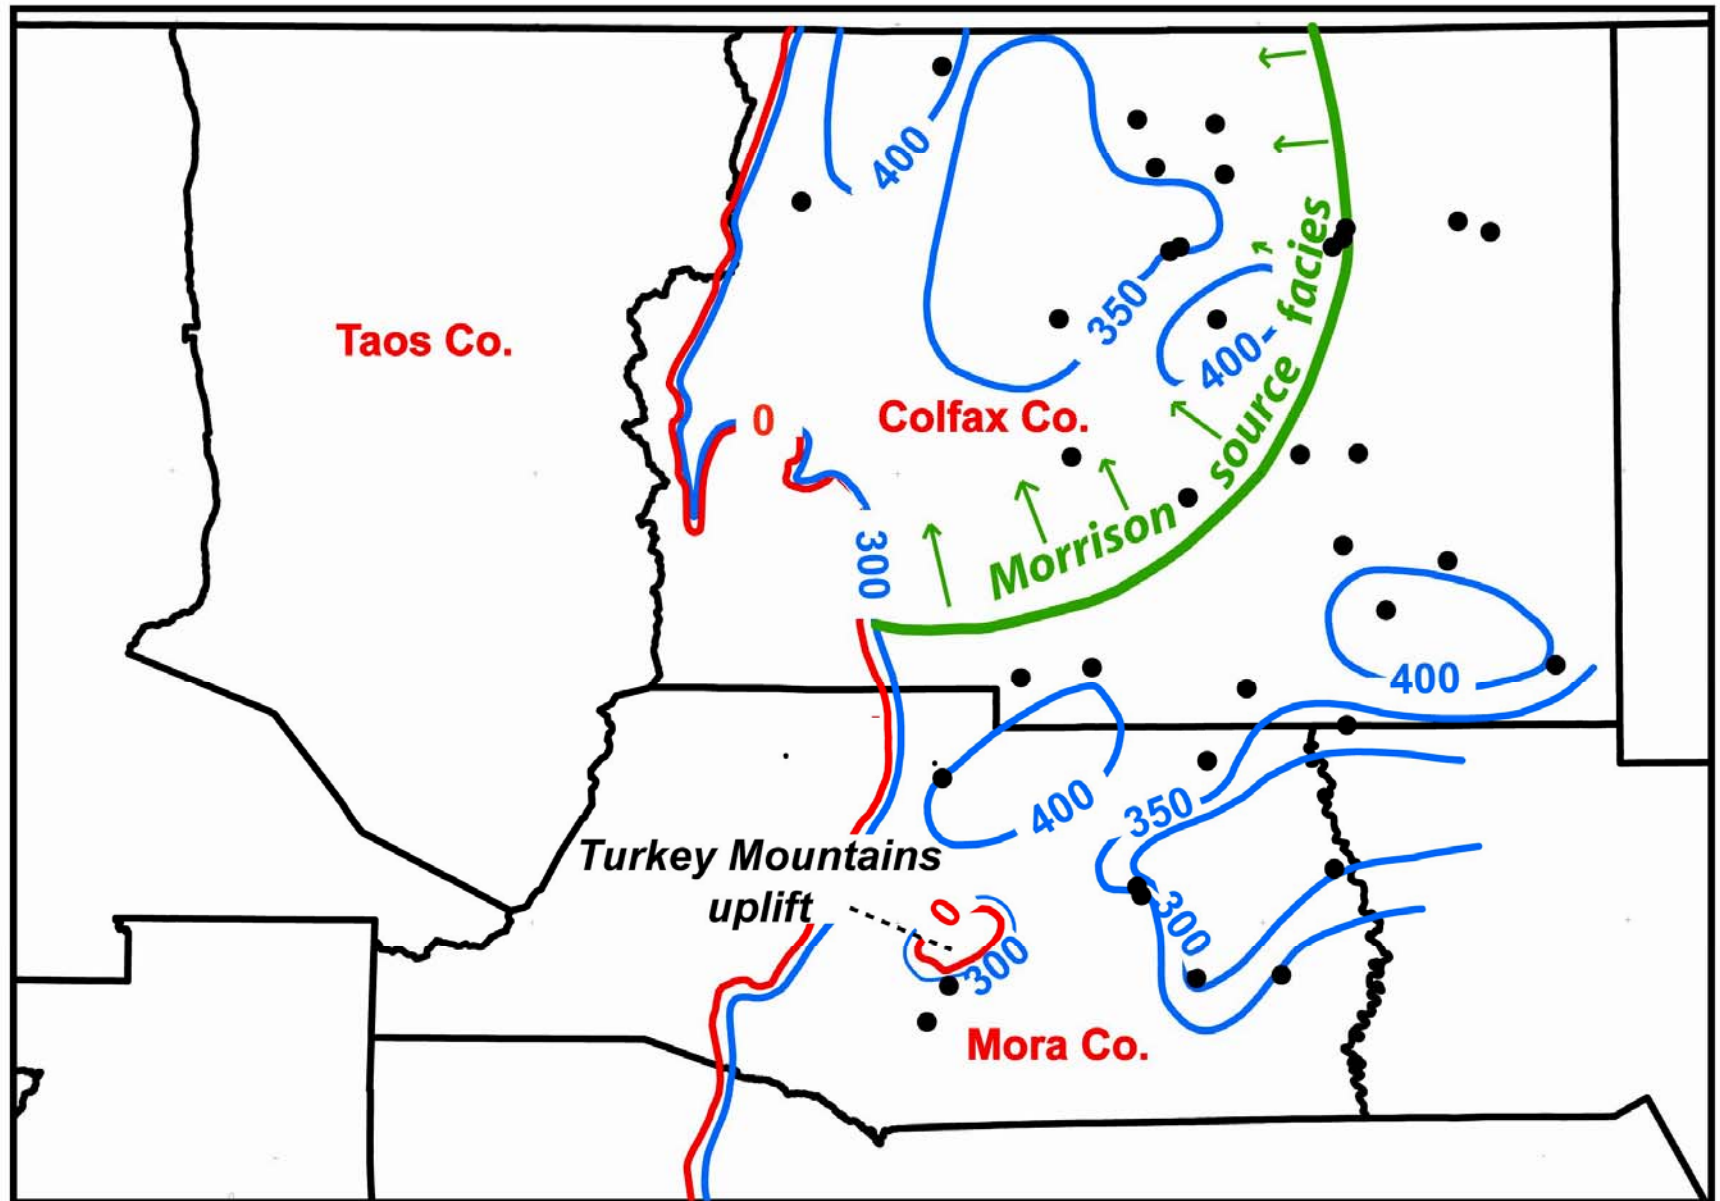 400
Taos Co.
350
400-
facies
source
Morrison
0
Colfax Co.
300
400
400
350
Turkey Mountains
uplift
0
300
300
Mora Co.